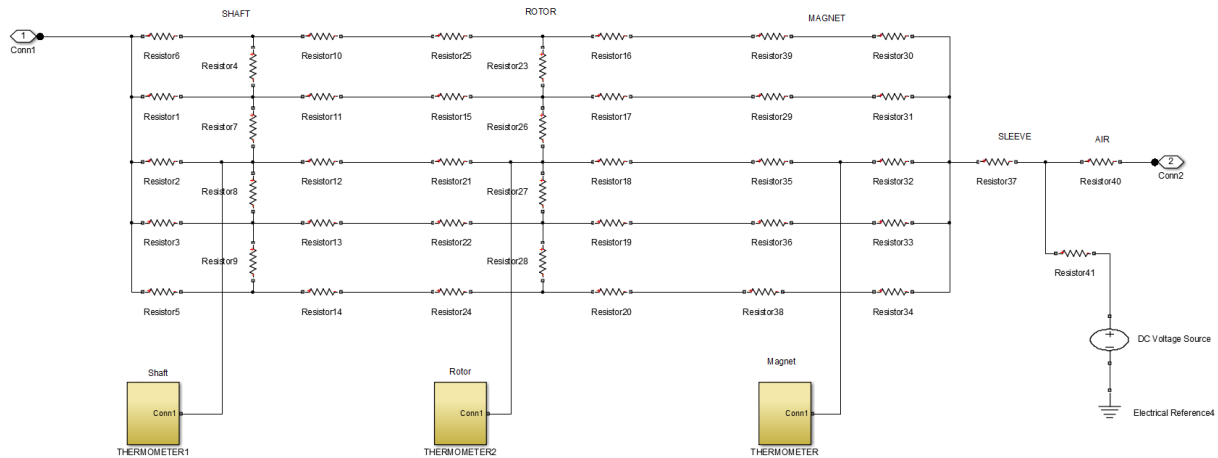 SHAFT
ROTOR
MAGNET
1
Conn1
Resistor6
Resistor4
Resistor10
Resistor25
Resistor23
Resistor16
Resistor39
Resistor30
Resistor1
Resistor7
Resistor11
Resistor15
Resistor26
Resistor17
Resistor29
Resistor31
SLEEVE
AIR
2
Conn2
Resistor2
Resistor8
Resistor12
Resistor21
Resistor27
Resistor18
Resistor35
Resistor32
Resistor37
Resistor40
Resistor3
Resistor9
Resistor13
Resistor22
Resistor28
Resistor19
Resistor36
Resistor33
Resistor41
Resistor5
Resistor14
Resistor24
Resistor20
Resistor38
Resistor34
DC Voltage Source
Shaft
Rotor
Magnet
Conn1
Conn1
Conn1
Electrical Reference4
THERMOMETER1
THERMOMETER2
THERMOMETER